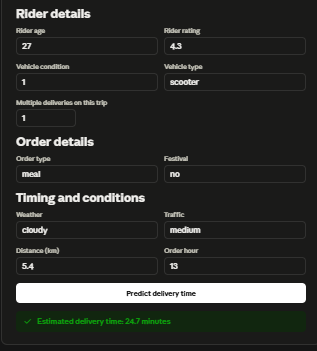 Rider details
Rider age
Rider rating
27
4.3
Vehicle condition
Vehicle type
1
scooter
Multiple deliveries on this trip
1
Order details
Order type
Festival
meal
no
Timing and conditions
Weather
Traffic
cloudy
medium
Distance (km)
Order hour
5.4
13
Predict delivery time
Estimated delivery time: 24.7 minutes